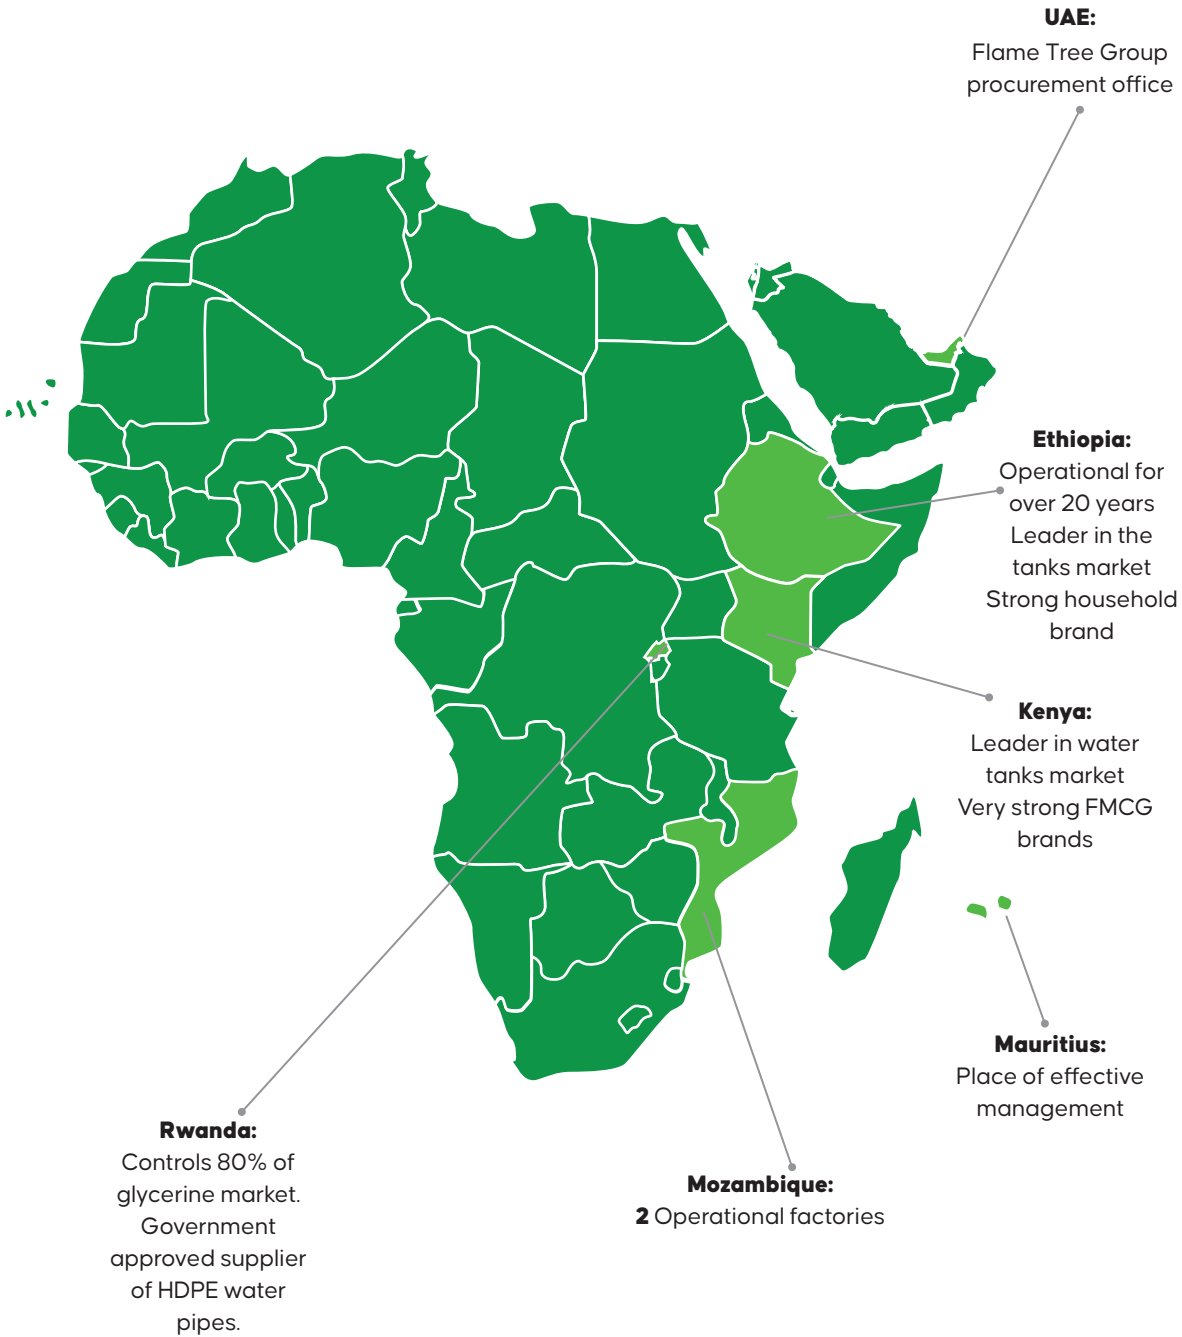 UAE:
Flame Tree Group
procurement office
Ethiopia:
Operational for
over 20 years
Leader in the
tanks market
Strong household
brand
Kenya:
Leader in water
tanks market
Very strong FMCG
brands
Mauritius:
Place of effective
management
Rwanda:
Controls 80% of
glycerine market.
Government
approved supplier
of HDPE water
pipes.
Mozambique:
2 Operational factories